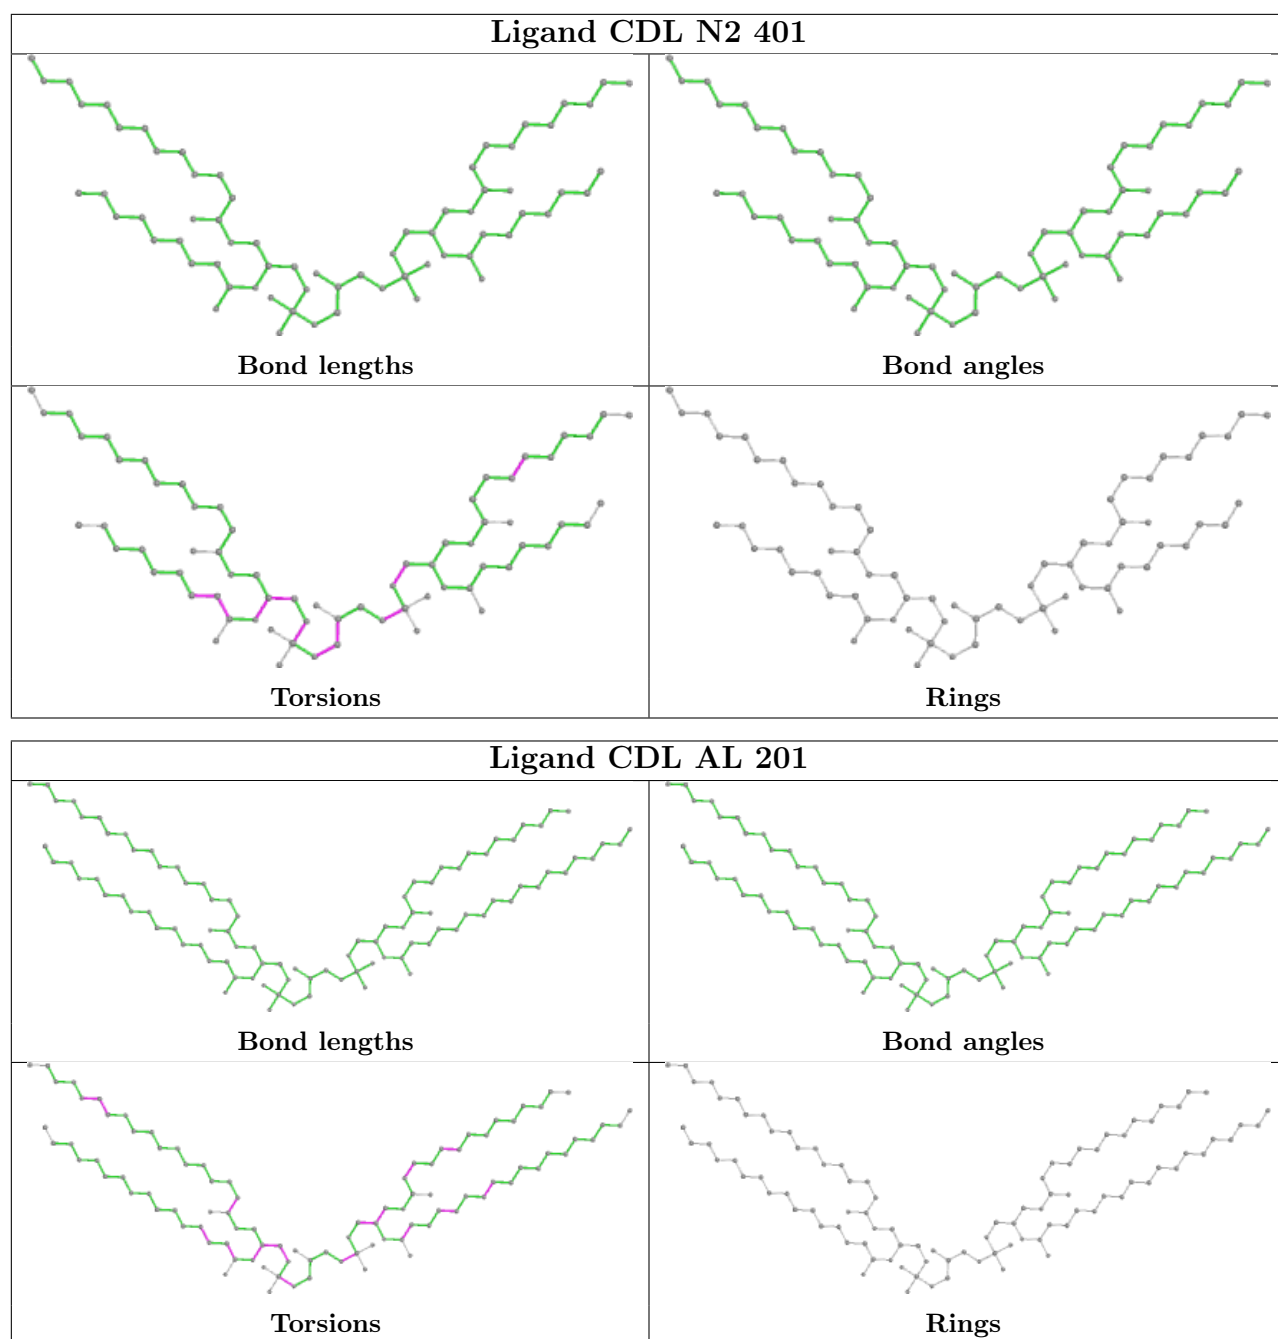 Ligand CDL N2 401
Bond lengths
Bond angles
Torsions
Rings
Ligand CDL AL 201
Bond lengths
Bond angles
Torsions
Rings